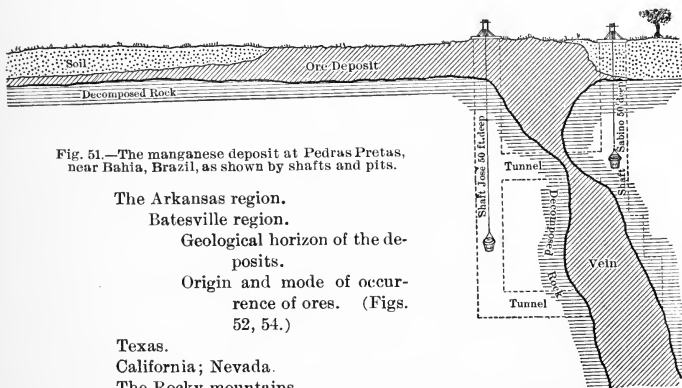 Soil
Ore Deposit
Decomposed Rock
Shaft Jose 50 ft. deep
Shaft Sabino 50 deep
Tunnel
Decomposed Rock
Vein
Tunnel
Fig. 51.—The manganese deposit at Pedras Pretas,
near Bahia, Brazil, as shown by shafts and pits.
The Arkansas region.
Batesville region.
Geological horizon of the de-
posits.
Origin and mode of occur-
rence of ores. (Figs.
52, 54.)
Texas.
California; Nevada.
The Rocky mountains.